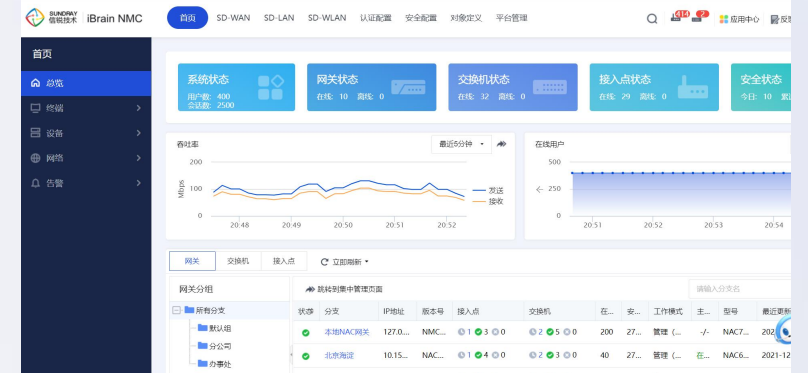 SUNDRAY 信锐技术 iBrain NMC 首页 SD-WAN SD-LAN SD-WLAN 认证配置 安全配置 对象定义 平台管理 414 2 应用中心
首页
总览
终端
设备
网络
告警
系统状态
用户数: 400
会话数: 2500
网关状态
在线: 10 离线: 0
交换机状态
在线: 32 离线: 0
接入点状态
在线: 29 离线: 0
安全状态
今日: 10
吞吐率 最近5分钟
200
100
0
Mbps
20:48 20:49 20:50 20:51 20:52
发送
接收
在线用户
500
250
0
20:51 20:52 20:53 20:54
网关 交换机 接入点 立即刷新
网关分组
所有分支
默认组
分公司
办事处
跳转到集中管理页面 请输入分支名
状态 分支 IP地址 版本号 接入点 交换机 在... 安... 工作模式 主... 型号 最近更新
本地NAC网关 127.0.... NMC... 1 3 0 2 5 0 200 27... 管理（... -/- NAC7... 202
北京海淀 10.15... NAC... 1 4 0 2 3 0 40 27... 管理（... 在... NAC6... 2021-12